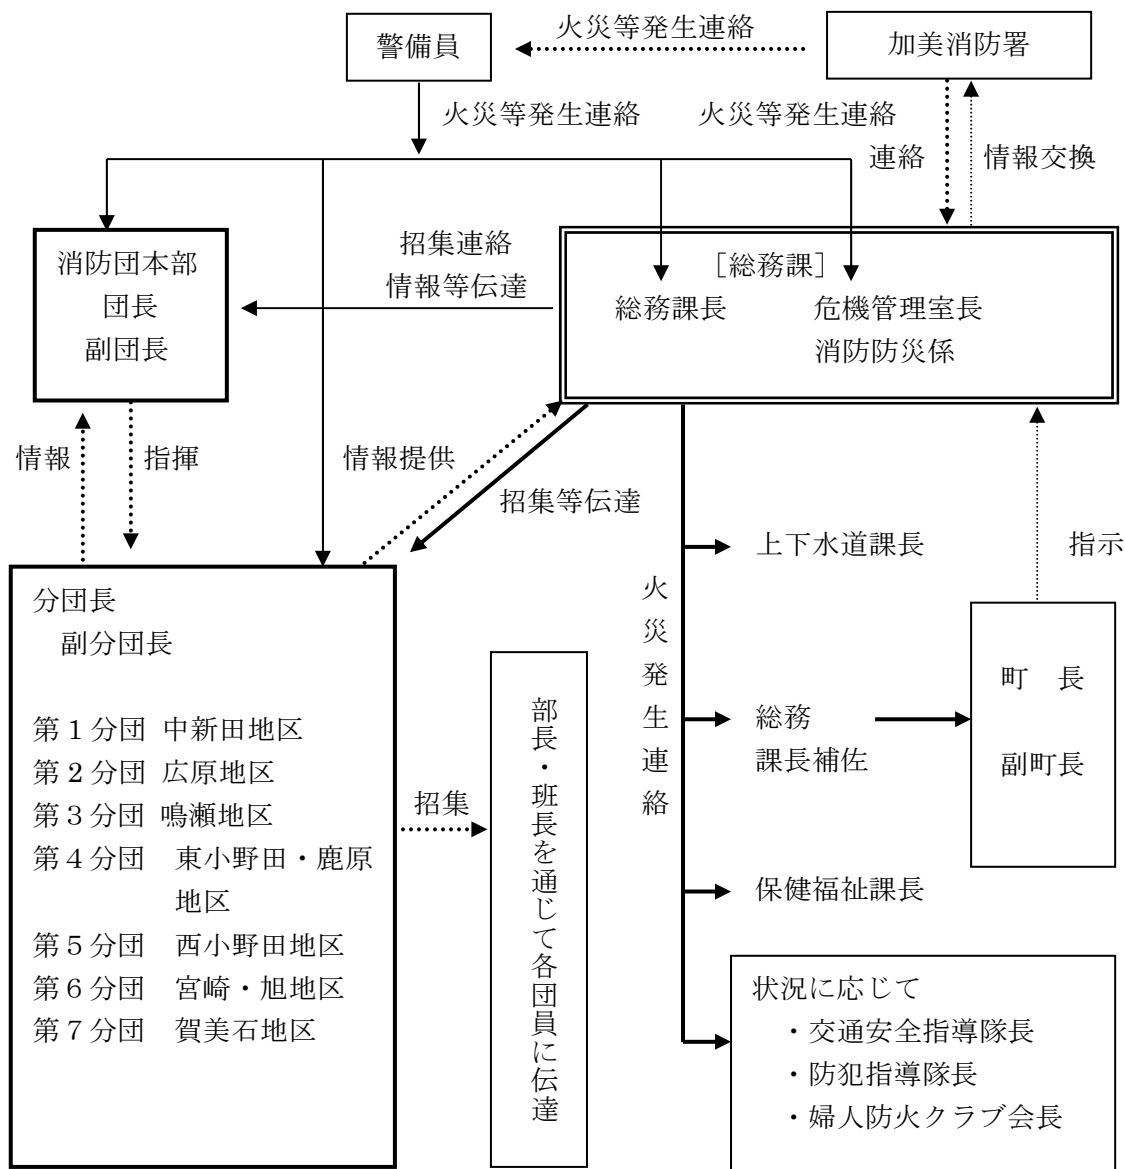 警備員
火災等発生連絡
加美消防署
火災等発生連絡
火災等発生連絡
連絡
情報交換
消防団本部
団長
副団長
招集連絡
情報等伝達
［総務課］
総務課長
危機管理室長
消防防災係
情報
指揮
情報提供
招集等伝達
火災発生連絡
上下水道課長
指示
分団長
副分団長
第１分団 中新田地区
第２分団 広原地区
第３分団 鳴瀬地区
第４分団 東小野田・鹿原
地区
第５分団 西小野田地区
第６分団 宮崎・旭地区
第７分団 賀美石地区
招集
部長・班長を通じて各団員に伝達
総務
課長補佐
町　長
副町長
保健福祉課長
状況に応じて
・交通安全指導隊長
・防犯指導隊長
・婦人防火クラブ会長